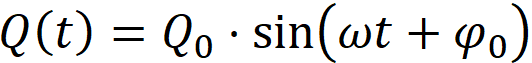 Q(t) = Q₀ · sin(ωt + φ₀)